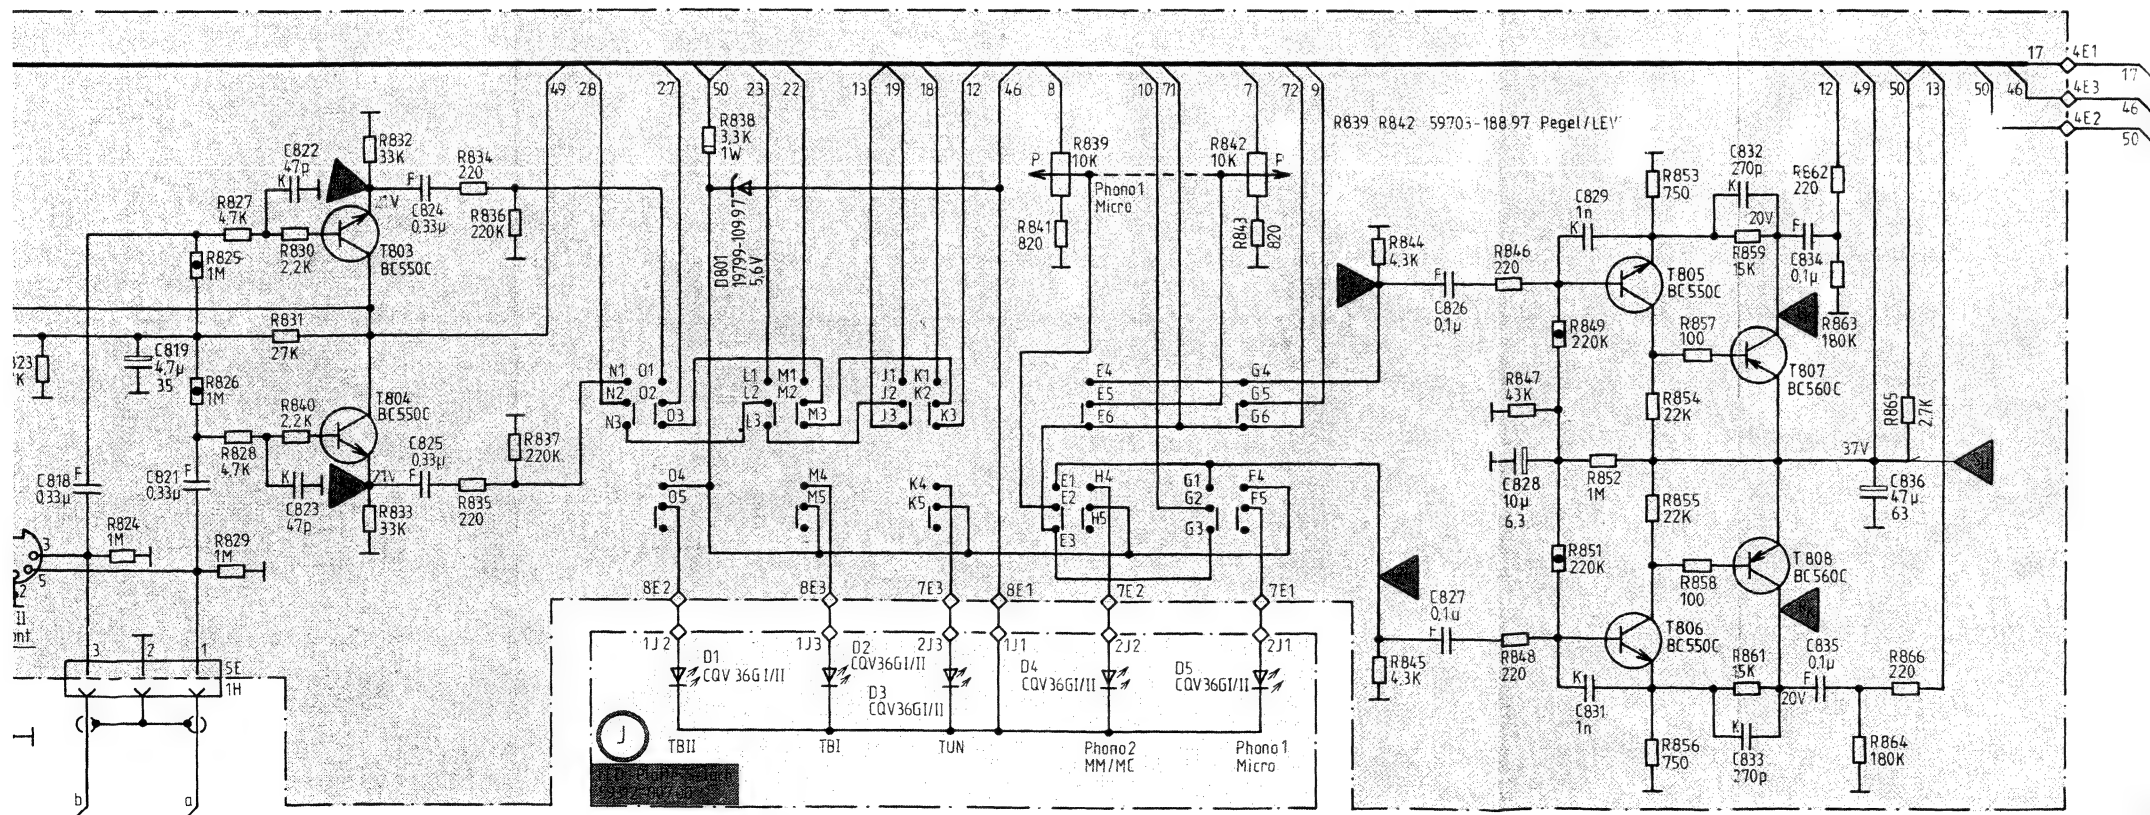 17
4E1
17
4E3
46
4E2
50
49
28
27
50
23
22
13
19
18
12
46
8
10
71
7
72
9
12
49
50
13
50
46
R838
3,3K
1W
R839 R842 59703-188.97 Pegel/LEV
R832
33K
C822
47p
K
21V
F
C824
0,33µ
R834
220
R836
220K
R827
4.7K
R830
2,2K
T803
BC550C
R825
1M
D801
19799-109.97
5,6V
P
R839
10K
Phono1
Micro
R841
820
R842
10K
P
R843
820
R844
4,3K
F
C826
0,1µ
R846
220
C829
1n
K
R853
750
C832
270p
K
20V
R859
15K
F
C834
0,1µ
R662
220
R863
180K
T805
BC550C
R857
100
T807
BC560C
R849
220K
R847
43K
R854
22K
R865
2,7K
37V
C828
10µ
6,3
R852
1M
R855
22K
C836
47µ
63
R851
220K
R858
100
T808
BC560C
T806
BC550C
C827
0,1µ
F
R845
4,3K
R848
220
K
C831
1n
R861
15K
C835
0,1µ
F
20V
R866
220
R856
750
K
C833
270p
R864
180K
R831
27K
823
K
C819
4,7µ
35
R826
1M
R840
2,2K
T804
BC550C
R828
4,7K
K
C823
47p
21V
R833
33K
C825
0,33µ
F
R835
220
R837
220K
C818
0,33µ
F
C821
0,33µ
F
R824
1M
R829
1M
3
5
2
II
ont
3
2
1
5E
1H
b
a
N1
O1
N2
O2
N3
O3
L1
M1
L2
M2
L3
M3
J1
K1
J2
K2
J3
K3
E4
G4
E5
G5
E6
G6
O4
O5
M4
M5
K4
K5
E1
H4
E2
H5
E3
G1
F4
G2
F5
G3
8E2
8E3
7E3
8E1
7E2
7E1
1J2
1J3
2J3
1J1
2J2
2J1
D1
CQV 36GI/II
D2
CQV36GI/II
D3
CQV36GI/II
D4
CQV36GI/II
D5
CQV36GI/II
J
TBII
TBI
TUN
Phono2
MM/MC
Phono1
Micro